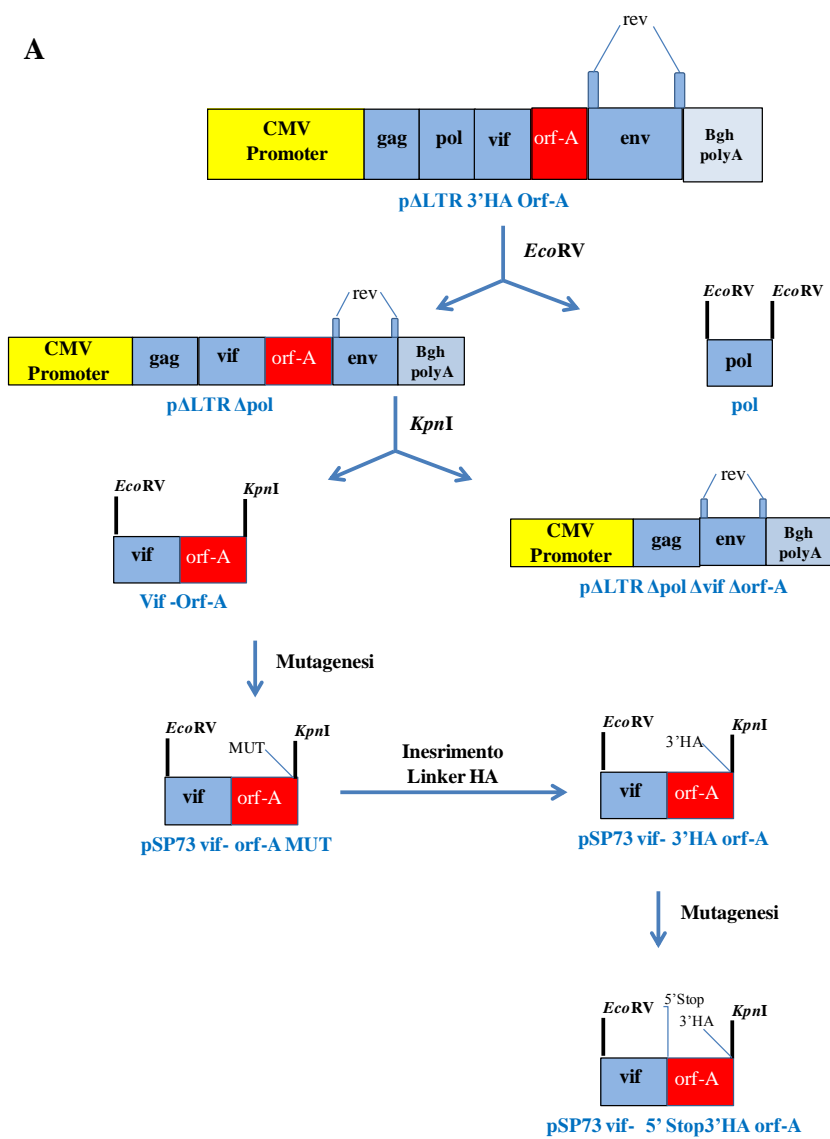 A
rev
CMV
Promoter
gag
pol
vif
orf-A
env
Bgh
polyA
pΔLTR 3’HA Orf-A
EcoRV
rev
CMV
Promoter
gag
vif
orf-A
env
Bgh
polyA
pΔLTR Δpol
EcoRV
EcoRV
pol
pol
KpnI
EcoRV
KpnI
vif
orf-A
Vif -Orf-A
rev
CMV
Promoter
gag
env
Bgh
polyA
pΔLTR Δpol Δvif Δorf-A
Mutagenesi
EcoRV
KpnI
MUT
vif
orf-A
pSP73 vif- orf-A MUT
Inesrimento
Linker HA
EcoRV
KpnI
3’HA
vif
orf-A
pSP73 vif- 3’HA orf-A
Mutagenesi
EcoRV
5’Stop
3’HA
KpnI
vif
orf-A
pSP73 vif- 5’ Stop3’HA orf-A